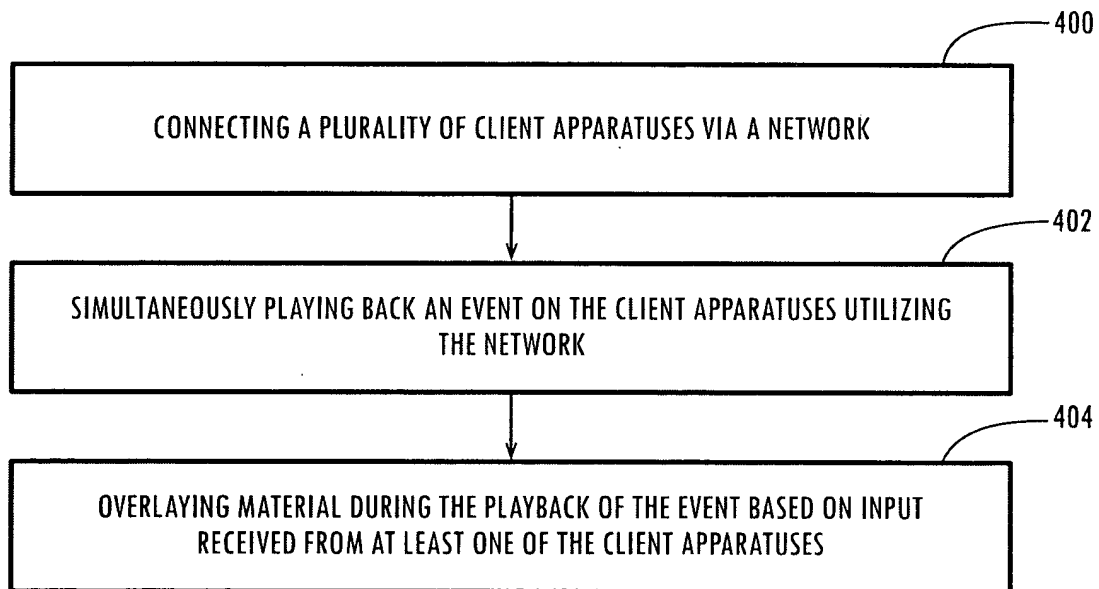 400
CONNECTING A PLURALITY OF CLIENT APPARATUSES VIA A NETWORK
402
SIMULTANEOUSLY PLAYING BACK AN EVENT ON THE CLIENT APPARATUSES UTILIZING
THE NETWORK
404
OVERLAYING MATERIAL DURING THE PLAYBACK OF THE EVENT BASED ON INPUT
RECEIVED FROM AT LEAST ONE OF THE CLIENT APPARATUSES